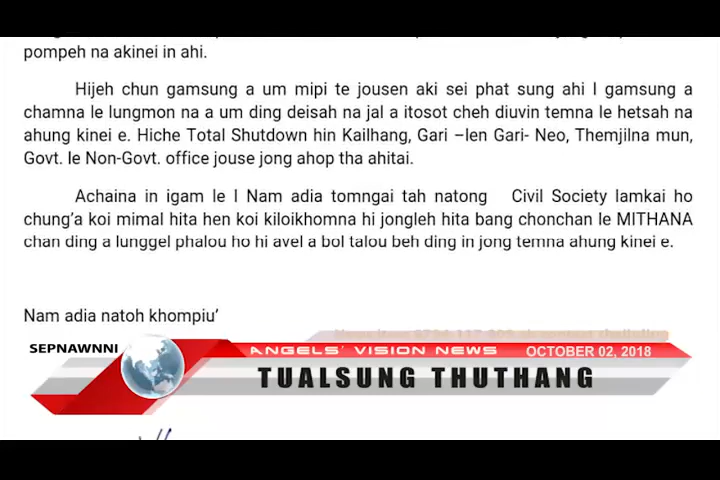 pompeh na akinei in ahi.
Hijeh chun gamsung a um mipi te jousen aki sei phat sung ahi I gamsung a
chamna le lungmon na a um ding deisah na jal a itosot cheh diuvin temna le hetsah na
ahung kinei e. Hiche Total Shutdown hin Kailhang, Gari –len Gari- Neo, Themjilna mun,
Govt. le Non-Govt. office jouse jong ahop tha ahitai.
Achaina in igam le I Nam adia tomngai tah natong Civil Society lamkai ho
chung'a koi mimal hita hen koi kiloikhomna hi jongleh hita bang chonchan le MITHANA
chan ding a lunggel phalou ho hi avel a bol talou beh ding in jong temna ahung kinei e.
Nam adia natoh khompiu'
SEPNAWNNI
ANGELS' VISION NEWS
OCTOBER 02, 2018
TUALSUNG THUTHANG